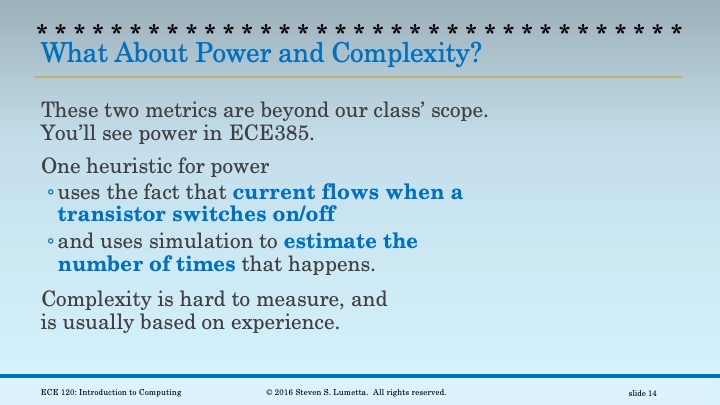 * * * * * * * * * * * * * * * * * * * * * * * * * * * * * * * * * * *
What About Power and Complexity?
These two metrics are beyond our class’ scope.
You’ll see power in ECE385.
One heuristic for power
◦uses the fact that current flows when a
transistor switches on/off
◦and uses simulation to estimate the
number of times that happens.
Complexity is hard to measure, and
is usually based on experience.
ECE 120: Introduction to Computing © 2016 Steven S. Lumetta. All rights reserved. slide 14